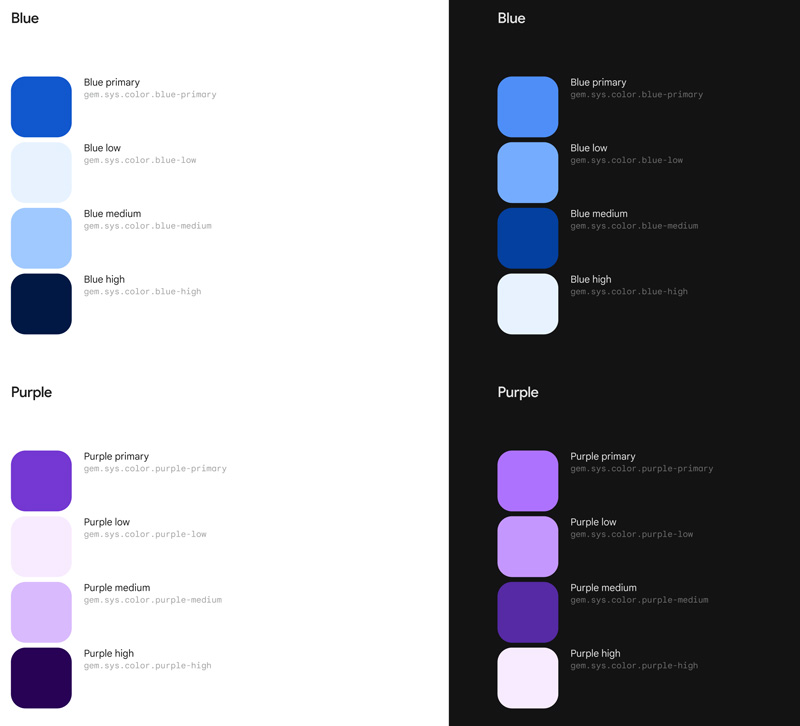 Blue
Blue primary
gem.sys.color.blue-primary
Blue low
gem.sys.color.blue-low
Blue medium
gem.sys.color.blue-medium
Blue high
gem.sys.color.blue-high
Purple
Purple primary
gem.sys.color.purple-primary
Purple low
gem.sys.color.purple-low
Purple medium
gem.sys.color.purple-medium
Purple high
gem.sys.color.purple-high
Blue
Blue primary
gem.sys.color.blue-primary
Blue low
gem.sys.color.blue-low
Blue medium
gem.sys.color.blue-medium
Blue high
gem.sys.color.blue-high
Purple
Purple primary
gem.sys.color.purple-primary
Purple low
gem.sys.color.purple-low
Purple medium
gem.sys.color.purple-medium
Purple high
gem.sys.color.purple-high